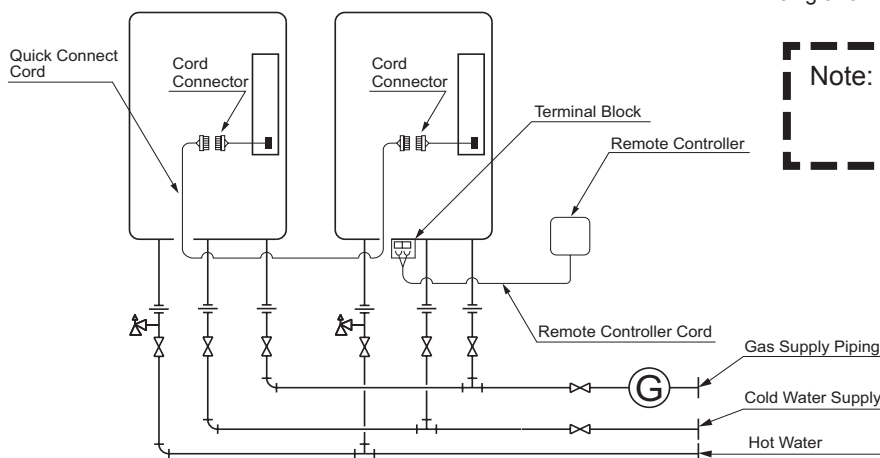 Quick Connect
Cord
Cord
Connector
Cord
Connector
Terminal Block
Remote Controller
Note:
Remote Controller Cord
Gas Supply Piping
G
Cold Water Supply
Hot Water